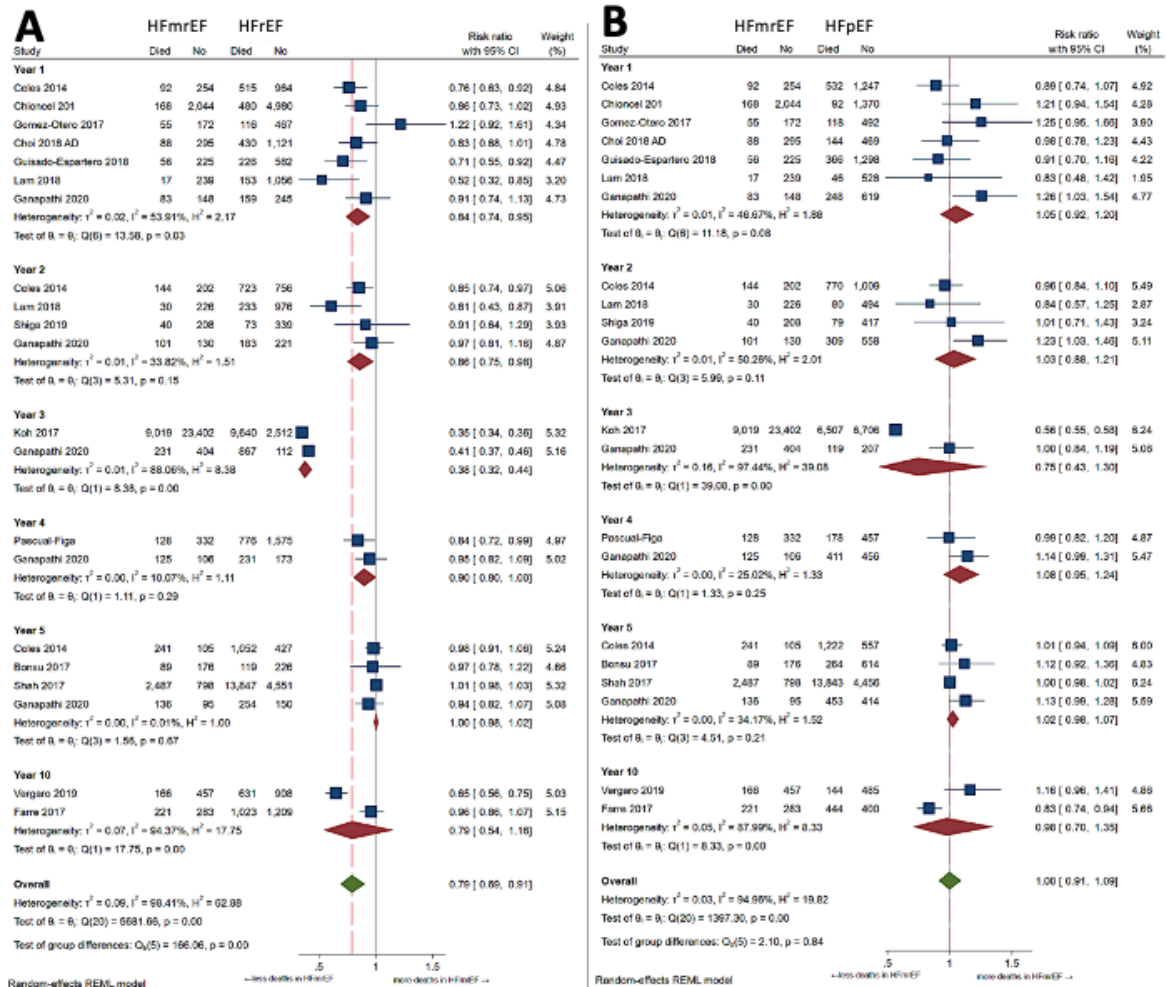 A HFmrEF HFrEF Risk ratio Weight
Study Died No Died No with 95% CI (%)
Year 1
Coles 2014 92 254 515 984 0.76 [ 0.63, 0.92] 4.84
Chioncel 201 168 2,044 480 4,980 0.86 [ 0.73, 1.02] 4.93
Gomez-Otero 2017 55 172 116 467 1.22 [ 0.92, 1.61] 4.34
Choi 2018 AD 88 295 430 1,121 0.83 [ 0.68, 1.01] 4.78
Guisado-Espartero 2018 56 225 226 582 0.71 [ 0.55, 0.92] 4.47
Lam 2018 17 239 153 1,056 0.52 [ 0.32, 0.85] 3.20
Ganapathi 2020 83 148 159 245 0.91 [ 0.74, 1.13] 4.73
Heterogeneity: τ² = 0.02, I² = 53.91%, H² = 2.17 0.84 [ 0.74, 0.95]
Test of θᵢ = θⱼ: Q(6) = 13.58, p = 0.03
Year 2
Coles 2014 144 202 723 756 0.85 [ 0.74, 0.97] 5.06
Lam 2018 30 226 233 976 0.61 [ 0.43, 0.87] 3.91
Shiga 2019 40 208 73 339 0.91 [ 0.64, 1.29] 3.93
Ganapathi 2020 101 130 183 221 0.97 [ 0.81, 1.16] 4.87
Heterogeneity: τ² = 0.01, I² = 33.82%, H² = 1.51 0.86 [ 0.75, 0.98]
Test of θᵢ = θⱼ: Q(3) = 5.31, p = 0.15
Year 3
Koh 2017 9,019 23,402 9,640 2,512 0.35 [ 0.34, 0.36] 5.32
Ganapathi 2020 231 404 867 112 0.41 [ 0.37, 0.46] 5.16
Heterogeneity: τ² = 0.01, I² = 88.06%, H² = 8.38 0.38 [ 0.32, 0.44]
Test of θᵢ = θⱼ: Q(1) = 8.38, p = 0.00
Year 4
Pascual-Figa 128 332 776 1,575 0.84 [ 0.72, 0.99] 4.97
Ganapathi 2020 125 106 231 173 0.95 [ 0.82, 1.09] 5.02
Heterogeneity: τ² = 0.00, I² = 10.07%, H² = 1.11 0.90 [ 0.80, 1.00]
Test of θᵢ = θⱼ: Q(1) = 1.11, p = 0.29
Year 5
Coles 2014 241 105 1,052 427 0.98 [ 0.91, 1.06] 5.24
Bonsu 2017 89 176 119 226 0.97 [ 0.78, 1.22] 4.66
Shah 2017 2,487 798 13,847 4,551 1.01 [ 0.98, 1.03] 5.32
Ganapathi 2020 136 95 254 150 0.94 [ 0.82, 1.07] 5.08
Heterogeneity: τ² = 0.00, I² = 0.01%, H² = 1.00 1.00 [ 0.98, 1.02]
Test of θᵢ = θⱼ: Q(3) = 1.56, p = 0.67
Year 10
Vergaro 2019 166 457 631 908 0.65 [ 0.56, 0.75] 5.03
Farre 2017 221 283 1,023 1,209 0.96 [ 0.86, 1.07] 5.15
Heterogeneity: τ² = 0.07, I² = 94.37%, H² = 17.75 0.79 [ 0.54, 1.16]
Test of θᵢ = θⱼ: Q(1) = 17.75, p = 0.00
Overall 0.79 [ 0.69, 0.91]
Heterogeneity: τ² = 0.09, I² = 98.41%, H² = 62.88
Test of θᵢ = θⱼ: Q(20) = 5681.66, p = 0.00
Test of group differences: Q_b(5) = 166.06, p = 0.00
.5 1 1.5
←less deaths in HFmrEF more deaths in HFmrEF →
Random-effects REML model
B HFmrEF HFpEF Risk ratio Weight
Study Died No Died No with 95% CI (%)
Year 1
Coles 2014 92 254 532 1,247 0.89 [ 0.74, 1.07] 4.92
Chioncel 201 168 2,044 92 1,370 1.21 [ 0.94, 1.54] 4.28
Gomez-Otero 2017 55 172 118 492 1.25 [ 0.95, 1.66] 3.90
Choi 2018 AD 88 295 144 469 0.98 [ 0.78, 1.23] 4.43
Guisado-Espartero 2018 56 225 366 1,298 0.91 [ 0.70, 1.16] 4.22
Lam 2018 17 239 46 528 0.83 [ 0.48, 1.42] 1.95
Ganapathi 2020 83 148 248 619 1.26 [ 1.03, 1.54] 4.77
Heterogeneity: τ² = 0.01, I² = 46.67%, H² = 1.88 1.05 [ 0.92, 1.20]
Test of θᵢ = θⱼ: Q(6) = 11.18, p = 0.08
Year 2
Coles 2014 144 202 770 1,009 0.96 [ 0.84, 1.10] 5.49
Lam 2018 30 226 80 494 0.84 [ 0.57, 1.25] 2.87
Shiga 2019 40 208 79 417 1.01 [ 0.71, 1.43] 3.24
Ganapathi 2020 101 130 309 558 1.23 [ 1.03, 1.46] 5.11
Heterogeneity: τ² = 0.01, I² = 50.26%, H² = 2.01 1.03 [ 0.88, 1.21]
Test of θᵢ = θⱼ: Q(3) = 5.99, p = 0.11
Year 3
Koh 2017 9,019 23,402 6,507 6,706 0.56 [ 0.55, 0.58] 6.24
Ganapathi 2020 231 404 119 207 1.00 [ 0.84, 1.19] 5.06
Heterogeneity: τ² = 0.16, I² = 97.44%, H² = 39.08 0.75 [ 0.43, 1.30]
Test of θᵢ = θⱼ: Q(1) = 39.08, p = 0.00
Year 4
Pascual-Figa 128 332 178 457 0.99 [ 0.82, 1.20] 4.87
Ganapathi 2020 125 106 411 456 1.14 [ 0.99, 1.31] 5.47
Heterogeneity: τ² = 0.00, I² = 25.02%, H² = 1.33 1.08 [ 0.95, 1.24]
Test of θᵢ = θⱼ: Q(1) = 1.33, p = 0.25
Year 5
Coles 2014 241 105 1,222 557 1.01 [ 0.94, 1.09] 6.00
Bonsu 2017 89 176 264 614 1.12 [ 0.92, 1.36] 4.83
Shah 2017 2,487 798 13,843 4,456 1.00 [ 0.98, 1.02] 6.24
Ganapathi 2020 136 95 453 414 1.13 [ 0.99, 1.28] 5.59
Heterogeneity: τ² = 0.00, I² = 34.17%, H² = 1.52 1.02 [ 0.98, 1.07]
Test of θᵢ = θⱼ: Q(3) = 4.51, p = 0.21
Year 10
Vergaro 2019 166 457 144 485 1.16 [ 0.96, 1.41] 4.86
Farre 2017 221 283 444 400 0.83 [ 0.74, 0.94] 5.66
Heterogeneity: τ² = 0.05, I² = 87.99%, H² = 8.33 0.98 [ 0.70, 1.35]
Test of θᵢ = θⱼ: Q(1) = 8.33, p = 0.00
Overall 1.00 [ 0.91, 1.09]
Heterogeneity: τ² = 0.03, I² = 94.96%, H² = 19.82
Test of θᵢ = θⱼ: Q(20) = 1397.30, p = 0.00
Test of group differences: Q_b(5) = 2.10, p = 0.84
.5 1 1.5
←less deaths in HFmrEF more deaths in HFmrEF →
Random-effects REML model